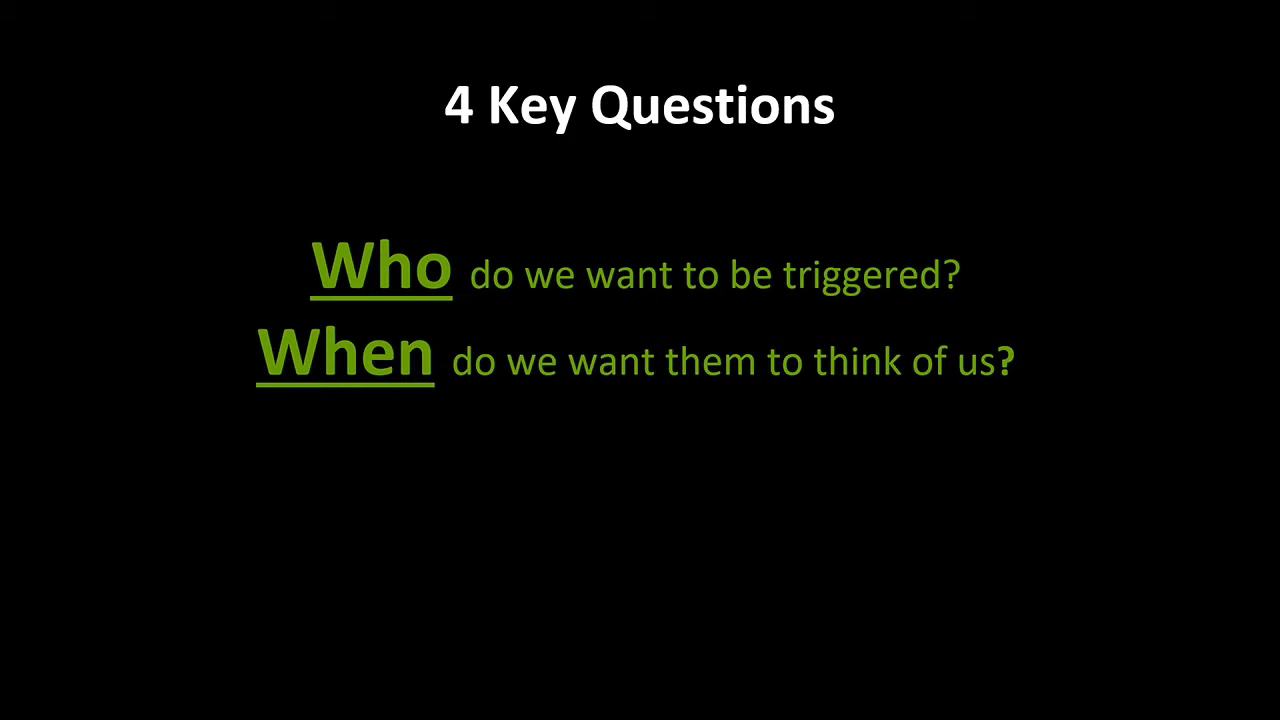 4 Key Questions
Who do we want to be triggered?
When do we want them to think of us?